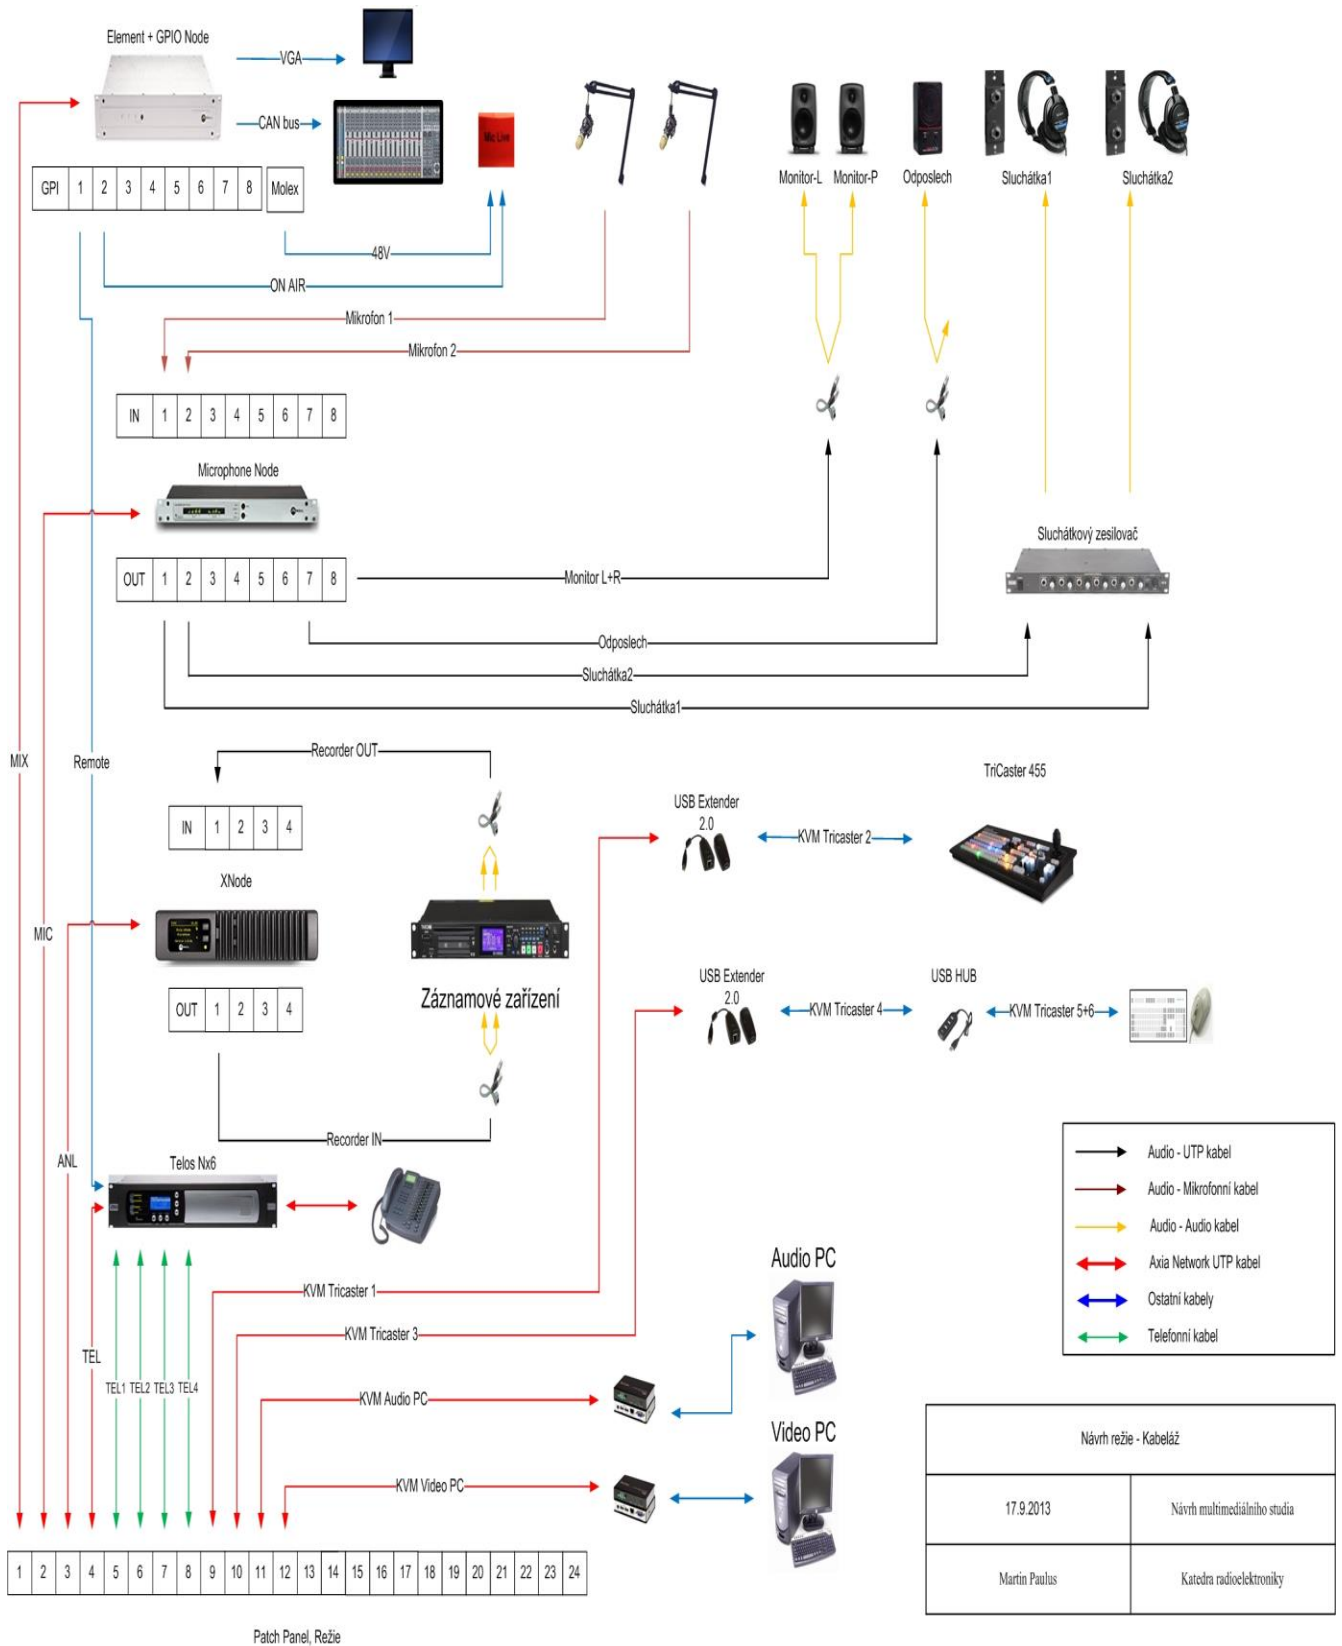 Element + GPIO Node
VGA
CAN bus
Mic Live
GPI 1 2 3 4 5 6 7 8 Molex
Monitor-L Monitor-P Odposlech Sluchátka1 Sluchátka2
48V
ON AIR
Mikrofon 1
Mikrofon 2
IN 1 2 3 4 5 6 7 8
Microphone Node
OUT 1 2 3 4 5 6 7 8
Monitor L+R
Sluchátkový zesilovač
Odposlech
Sluchátka2
Sluchátka1
MIX
Remote
Recorder OUT
IN 1 2 3 4
XNode
MIC
OUT 1 2 3 4
Záznamové zařízení
Recorder IN
USB Extender
2.0
KVM Tricaster 2
TriCaster 455
USB Extender
2.0
KVM Tricaster 4
USB HUB
KVM Tricaster 5+6
ANL
Telos Nx6
TEL
TEL1 TEL2 TEL3 TEL4
KVM Tricaster 1
KVM Tricaster 3
KVM Audio PC
KVM Video PC
Audio PC
Video PC
Audio - UTP kabel
Audio - Mikrofonní kabel
Audio - Audio kabel
Axia Network UTP kabel
Ostatní kabely
Telefonní kabel
Návrh režie - Kabeláž
17.9.2013
Návrh multimediálního studia
Martin Paulus
Katedra radioelektroniky
1 2 3 4 5 6 7 8 9 10 11 12 13 14 15 16 17 18 19 20 21 22 23 24
Patch Panel, Režie